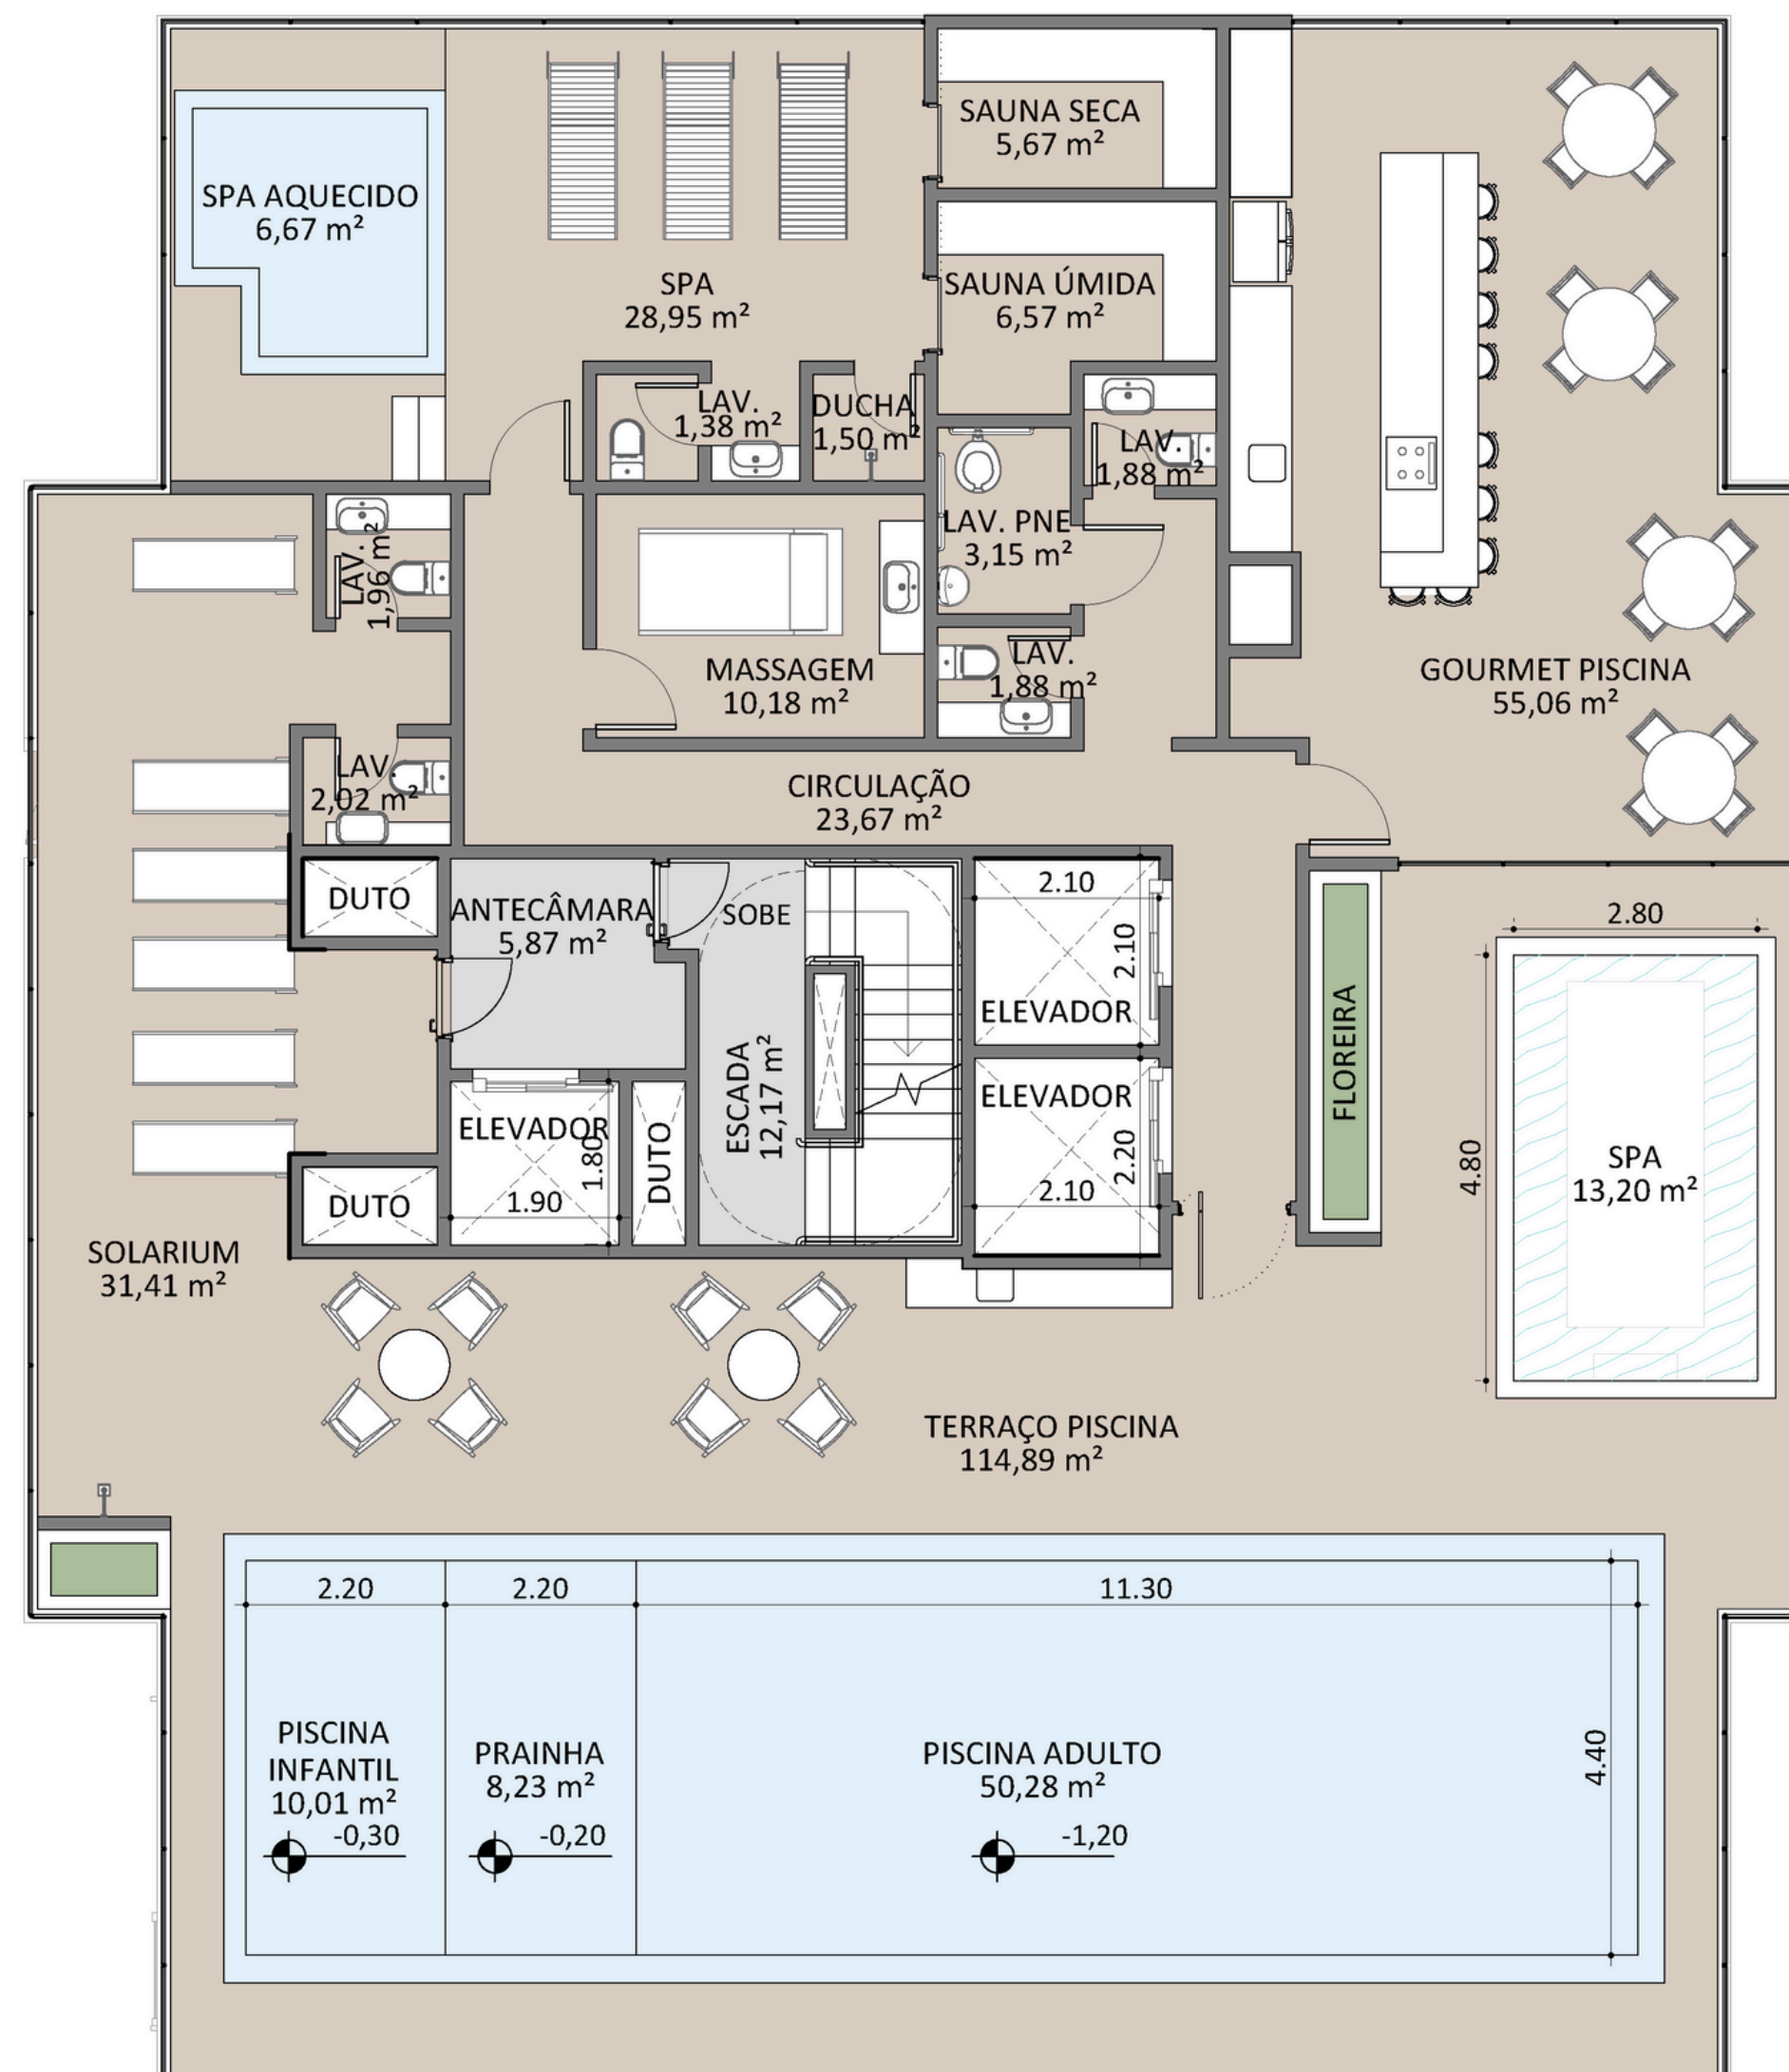 SAUNA SECA
5,67 m²
SPA AQUECIDO
6,67 m²
SPA
28,95 m²
SAUNA ÚMIDA
6,57 m²
LAV.
1,38 m²
DUCHA
1,50 m²
LAV.
1,88 m²
LAV. PNE
3,15 m²
LAV.
1,96 m²
LAV.
1,88 m²
MASSAGEM
10,18 m²
GOURMET PISCINA
55,06 m²
LAV.
2,02 m²
CIRCULAÇÃO
23,67 m²
DUTO
ANTECÂMARA
5,87 m²
SOBE
2.10
2.10
ELEVADOR
2.80
FLOREIRA
ESCADA
12,17 m²
ELEVADOR
2.20
2.10
ELEVADOR
1.80
1.90
DUTO
DUTO
4.80
SPA
13,20 m²
SOLARIUM
31,41 m²
TERRAÇO PISCINA
114,89 m²
2.20
2.20
11.30
4.40
PISCINA
INFANTIL
10,01 m²
-0,30
PRAINHA
8,23 m²
-0,20
PISCINA ADULTO
50,28 m²
-1,20